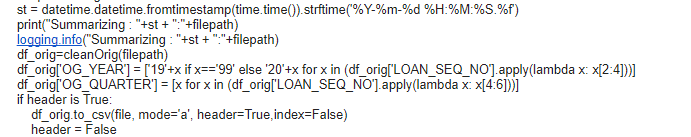 st = datetime.datetime.fromtimestamp(time.time()).strftime('%Y-%m-%d %H:%M:%S.%f')
print("Summarizing : "+st + ":"+filepath)
logging.info("Summarizing : "+st + ":"+filepath)
df_orig=cleanOrig(filepath)
df_orig['OG_YEAR'] = ['19'+x if x=='99' else '20'+x for x in (df_orig['LOAN_SEQ_NO'].apply(lambda x: x[2:4]))]
df_orig['OG_QUARTER'] = [x for x in (df_orig['LOAN_SEQ_NO'].apply(lambda x: x[4:6]))]
if header is True:
df_orig.to_csv(file, mode='a', header=True,index=False)
header = False